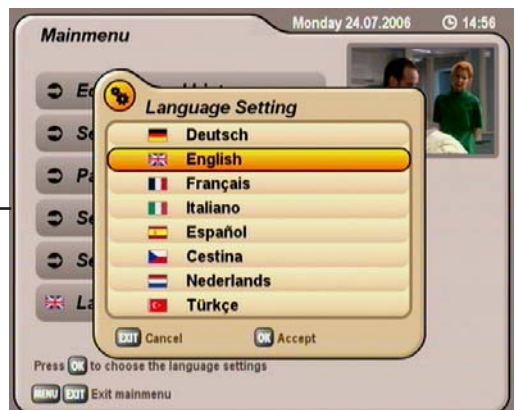 Monday 24.07.2006 14:56
Mainmenu
Language Setting
Deutsch
English
Français
Italiano
Español
Cestina
Nederlands
Türkçe
EXIT Cancel OK Accept
Press OK to choose the language settings
MENU EXIT Exit mainmenu